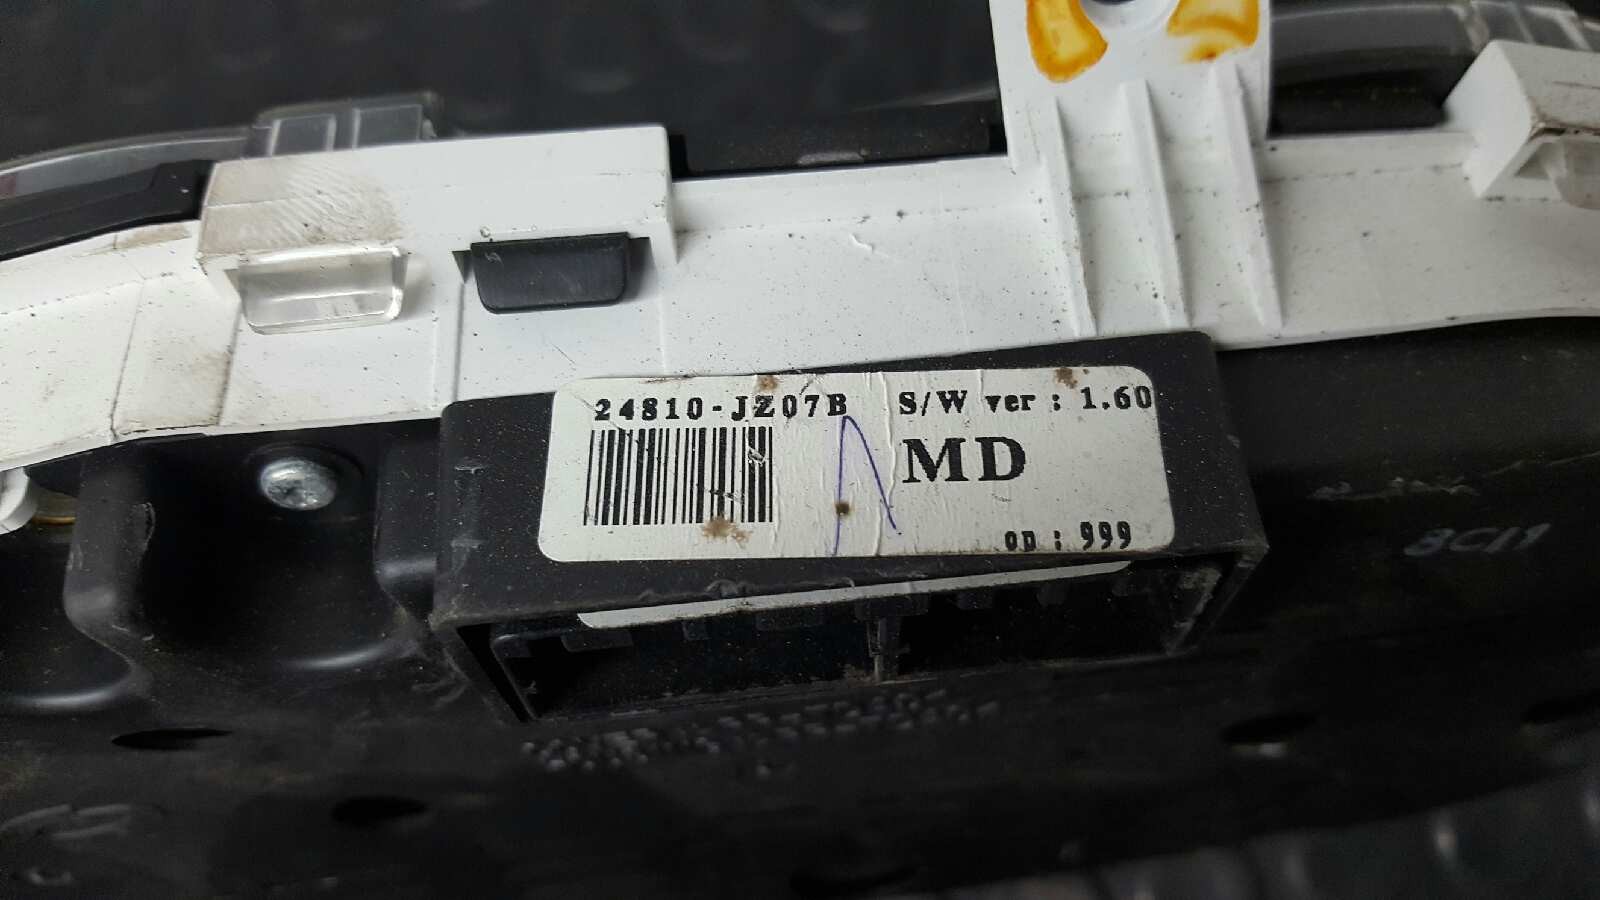 24810-JZ07B S/W ver : 1.60
MD
op : 999
8C11